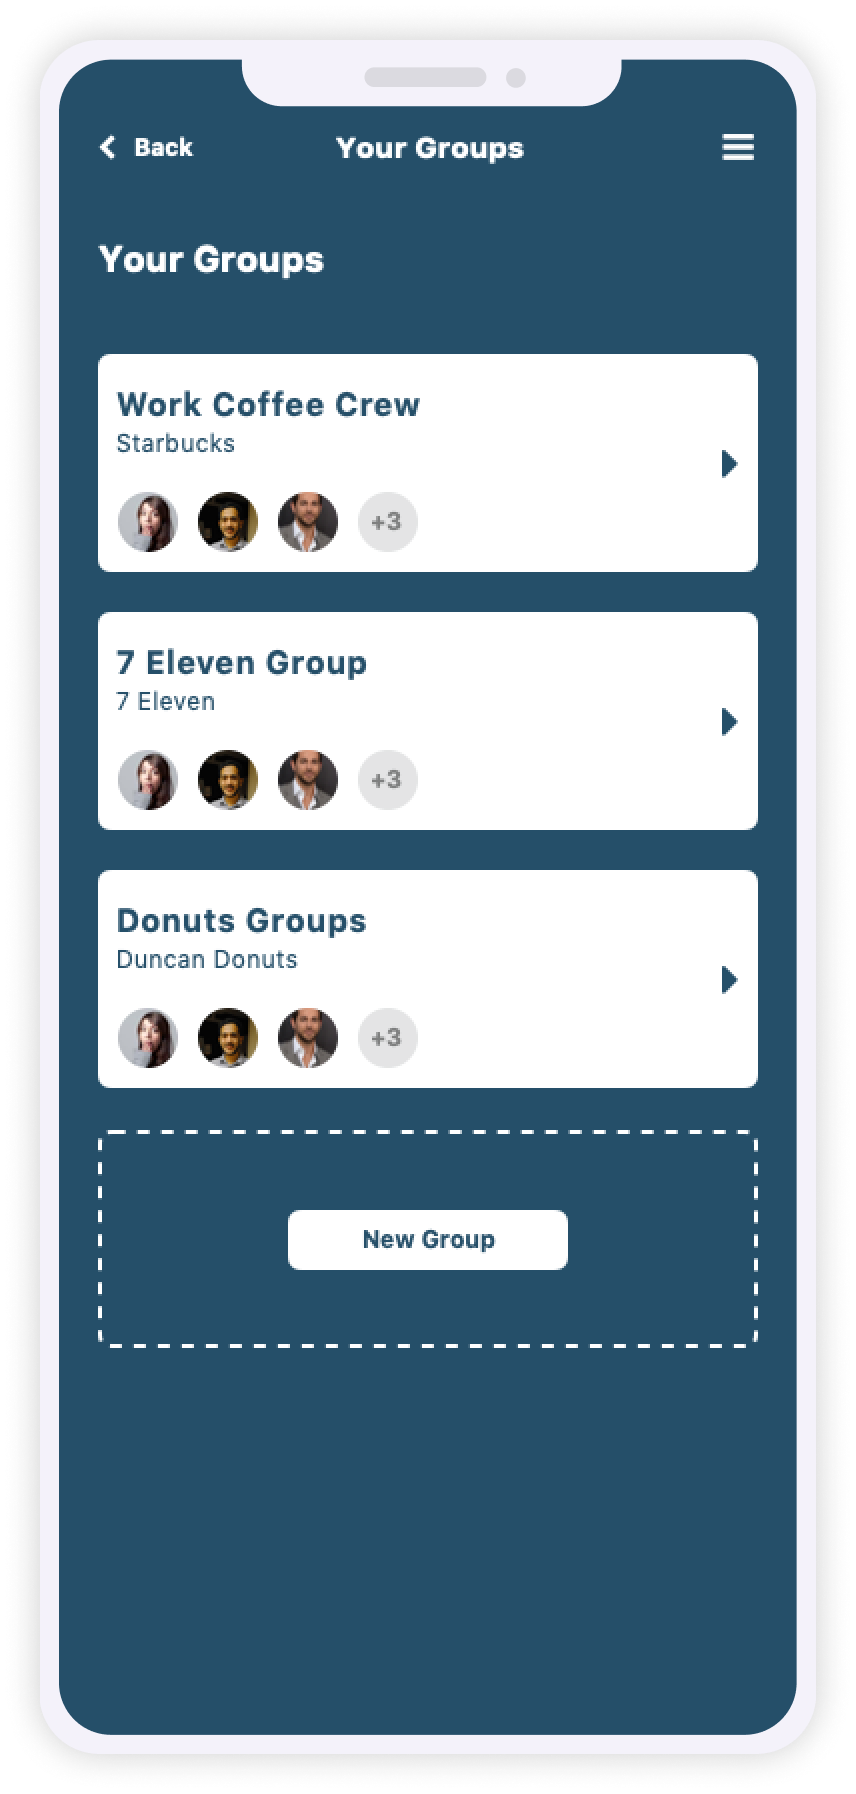 Back
Your Groups
Your Groups
Work Coffee Crew
Starbucks
+3
7 Eleven Group
7 Eleven
+3
Donuts Groups
Duncan Donuts
+3
New Group